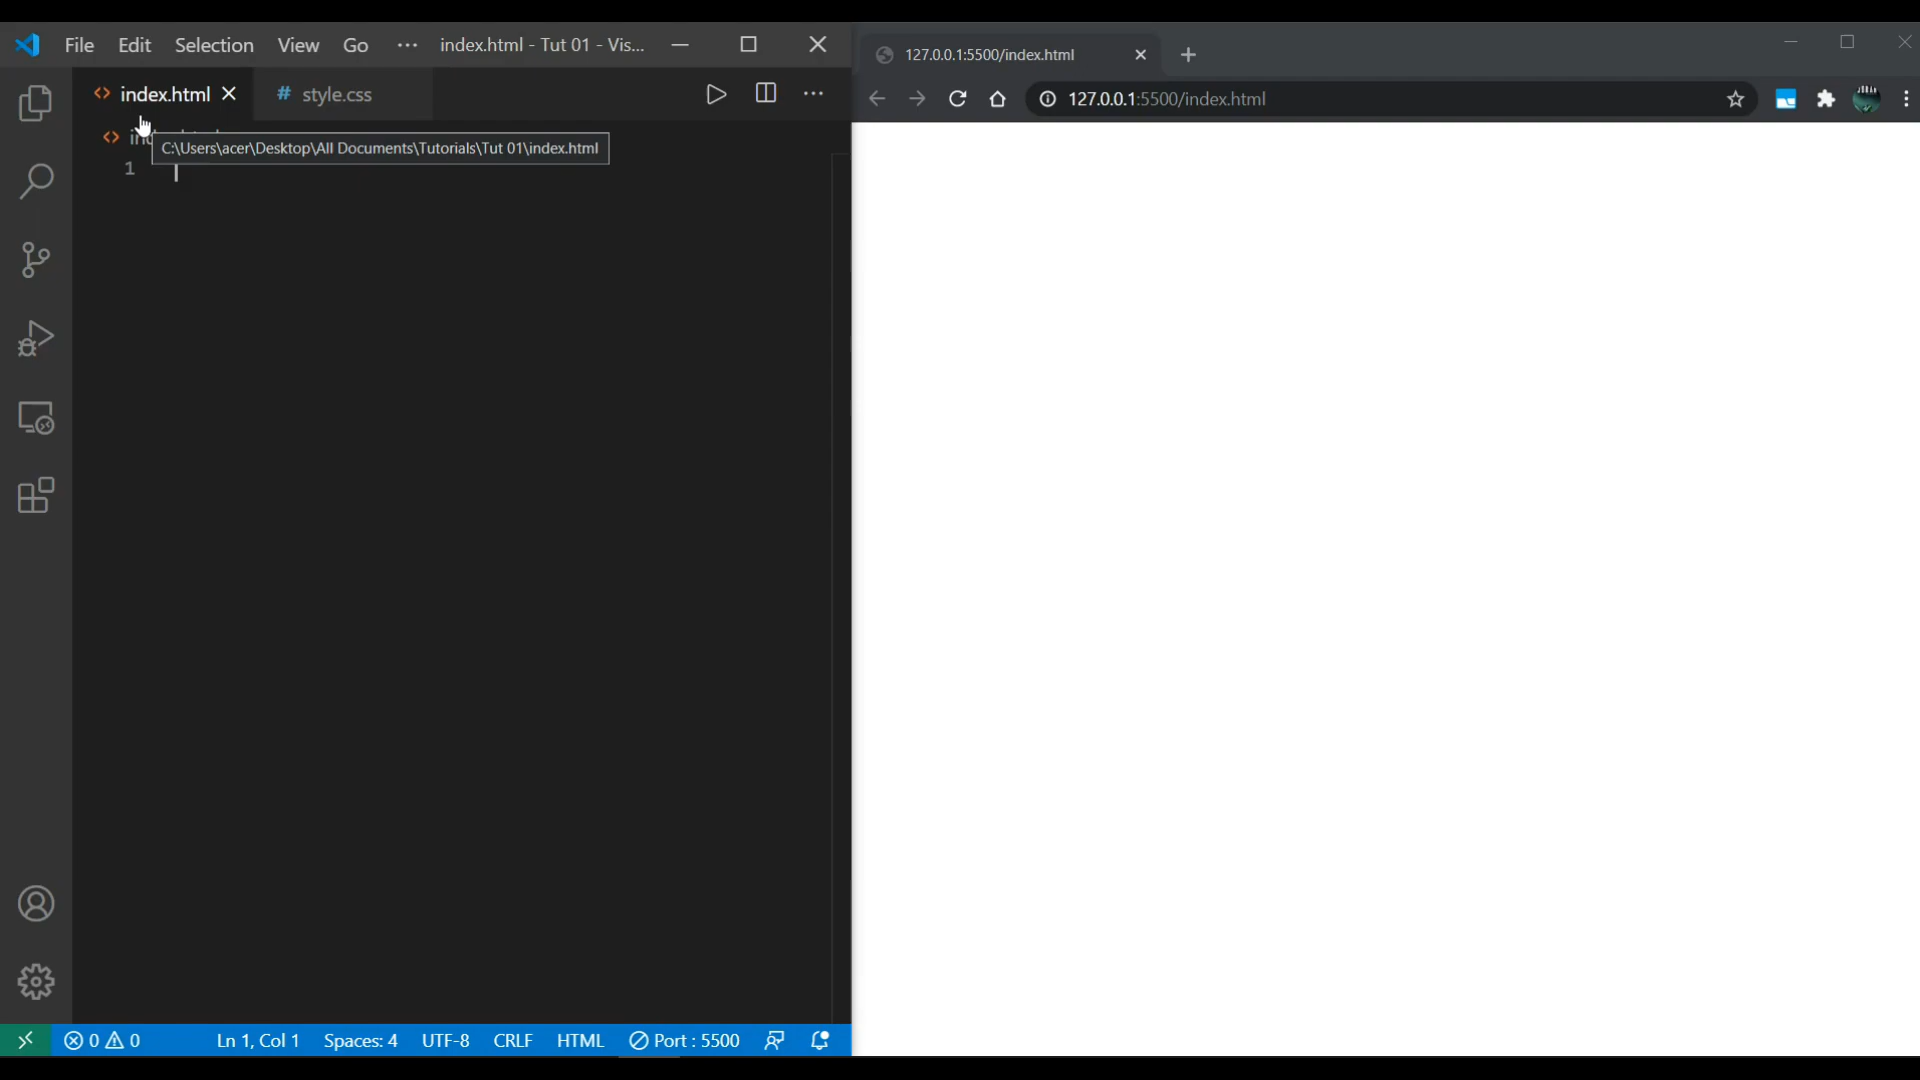 File Edit Selection View Go ··· index.html - Tut 01 - Vis...
index.html
# style.css
C:\Users\acer\Desktop\All Documents\Tutorials\Tut 01\index.html
1
0 0 Ln 1, Col 1 Spaces: 4 UTF-8 CRLF HTML Port : 5500
127.0.0.1:5500/index.html
127.0.0.1:5500/index.html